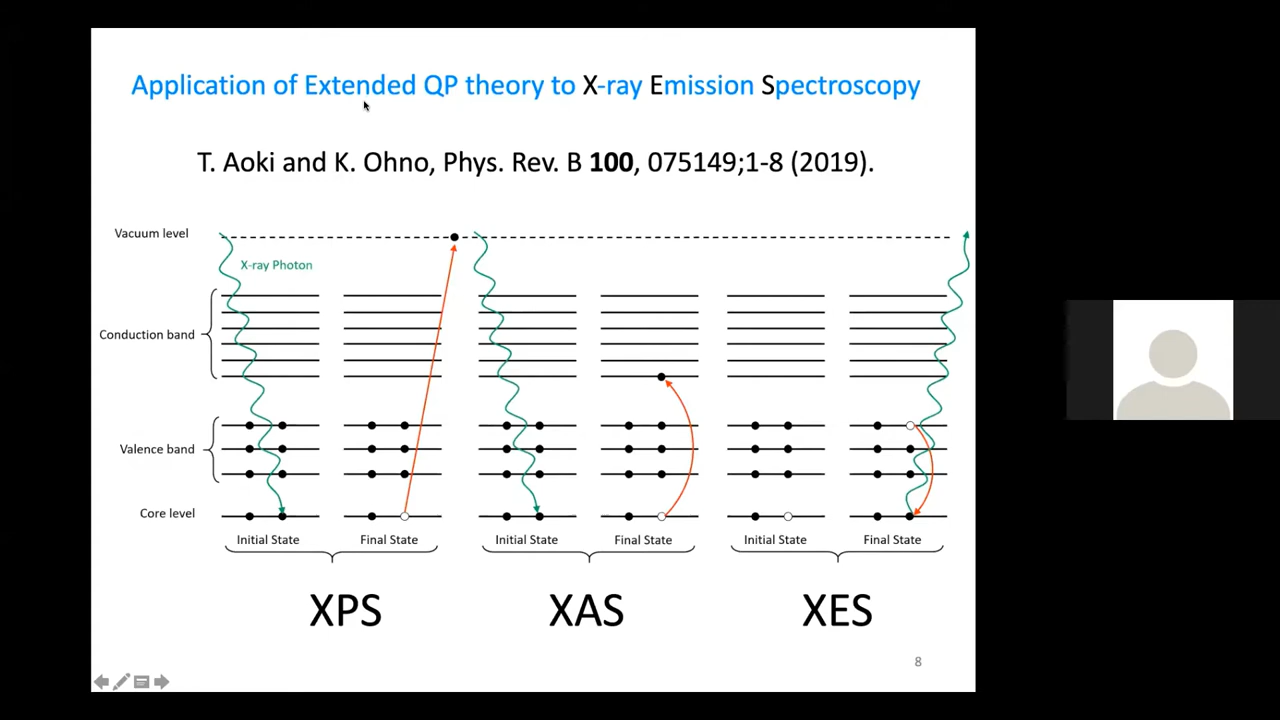 Application of Extended QP theory to X-ray Emission Spectroscopy
T. Aoki and K. Ohno, Phys. Rev. B 100, 075149;1-8 (2019).
Vacuum level
X-ray Photon
Conduction band
Valence band
Core level
Initial State
Final State
Initial State
Final State
Initial State
Final State
XPS
XAS
XES
8